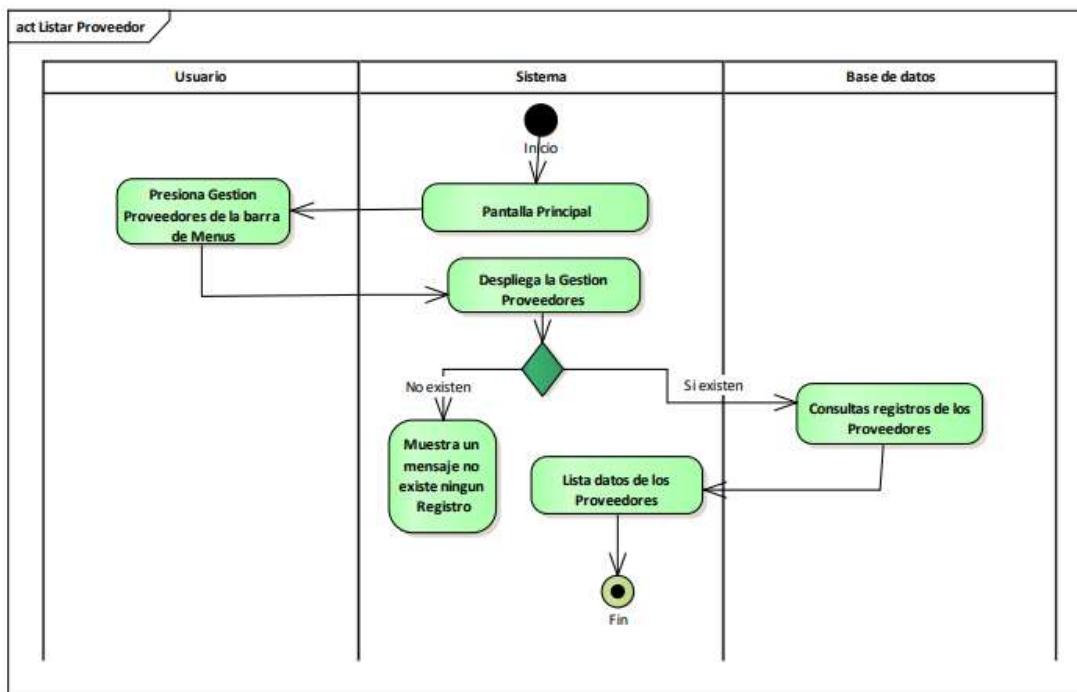 act Listar Proveedor
Usuario
Sistema
Base de datos
Inicio
Presiona Gestion
Proveedores de la barra
de Menus
Pantalla Principal
Despliega la Gestion
Proveedores
No existen
Si existen
Consultas registros de los
Proveedores
Muestra un
mensaje no
existe ningun
Registro
Lista datos de los
Proveedores
Fin